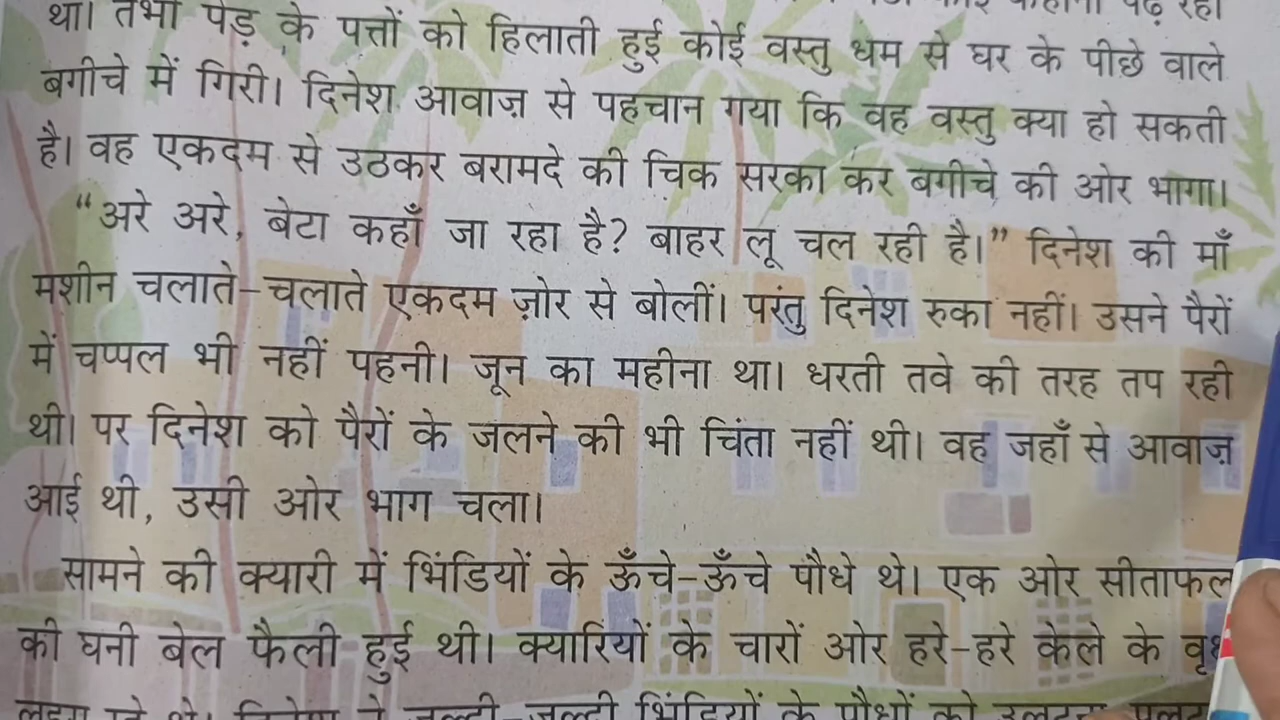 था। तभी पेड़ के पत्तों को हिलाती हुई कोई वस्तु धम से घर के पीछे वाले
बगीचे में गिरी। दिनेश आवाज़ से पहचान गया कि वह वस्तु क्या हो सकती
है। वह एकदम से उठकर बरामदे की चिक सरका कर बगीचे की ओर भागा।
“अरे अरे, बेटा कहाँ जा रहा है? बाहर लू चल रही है।” दिनेश की माँ
मशीन चलाते-चलाते एकदम ज़ोर से बोलीं। परंतु दिनेश रुका नहीं। उसने पैरों
में चप्पल भी नहीं पहनी। जून का महीना था। धरती तवे की तरह तप रही
थी। पर दिनेश को पैरों के जलने की भी चिंता नहीं थी। वह जहाँ से आवाज़
आई थी, उसी ओर भाग चला।
सामने की क्यारी में भिंडियों के ऊँचे-ऊँचे पौधे थे। एक ओर सीताफल
की घनी बेल फैली हुई थी। क्यारियों के चारों ओर हरे-हरे केले के
जल्दी-जल्दी भिंडियों के पौधों को